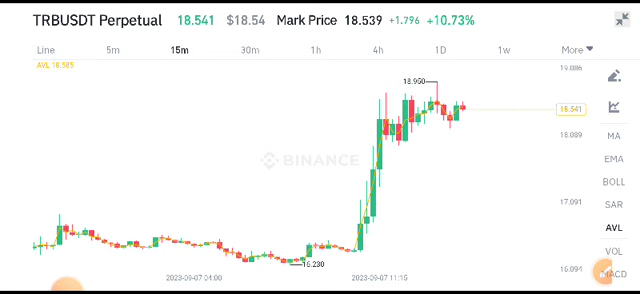 TRBUSDT Perpetual 18.541 $18.54 Mark Price 18.539 +1.796 +10.73%
Line 5m 15m 30m 1h 4h 1D 1w More
AVL 18.585
19.086
18.960
18.541
18.089
17.091
16.094
16.230
BINANCE
2023-09-07 04:00 2023-09-07 11:15
MA
EMA
BOLL
SAR
AVL
VOL
MACD